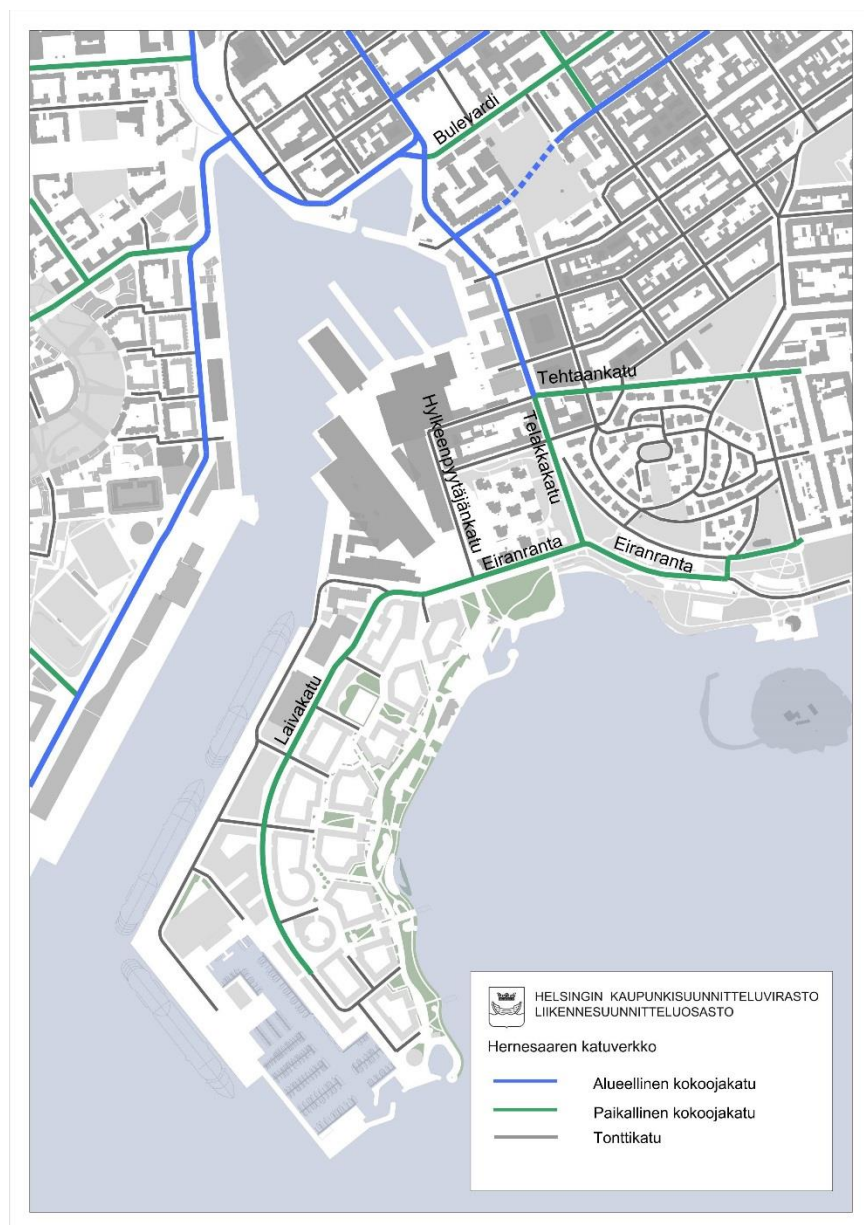 Bulevardi
Tehtaankatu
Hylkeenpyytäjänkatu
Telakkakatu
Eiranranta
Eiranranta
Laivakatu
HELSINGIN KAUPUNKISUUNNITTELUVIRASTO
LIIKENNESUUNNITTELUOSASTO
Hernesaaren katuverkko
Alueellinen kokoojakatu
Paikallinen kokoojakatu
Tonttikatu